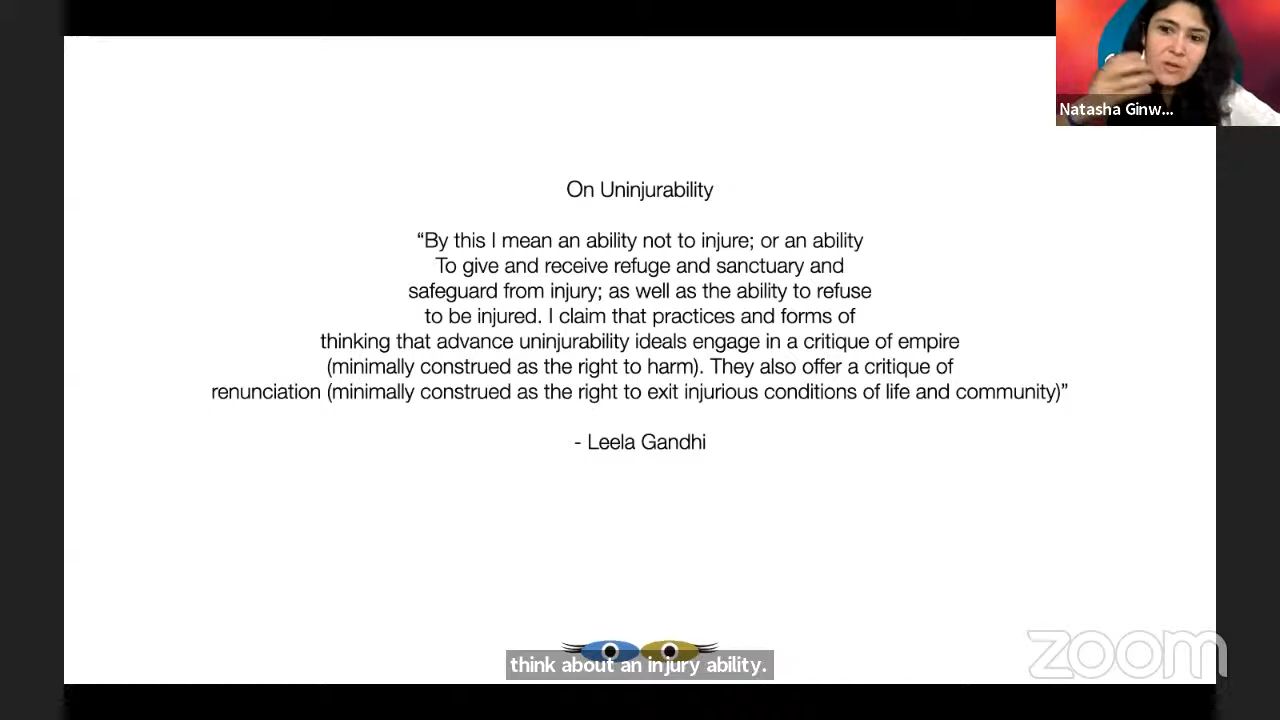 Natasha Ginw...
On Uninjurability
“By this I mean an ability not to injure; or an ability
To give and receive refuge and sanctuary and
safeguard from injury; as well as the ability to refuse
to be injured. I claim that practices and forms of
thinking that advance uninjurability ideals engage in a critique of empire
(minimally construed as the right to harm). They also offer a critique of
renunciation (minimally construed as the right to exit injurious conditions of life and community)”
- Leela Gandhi
think about an injury ability.
zoom